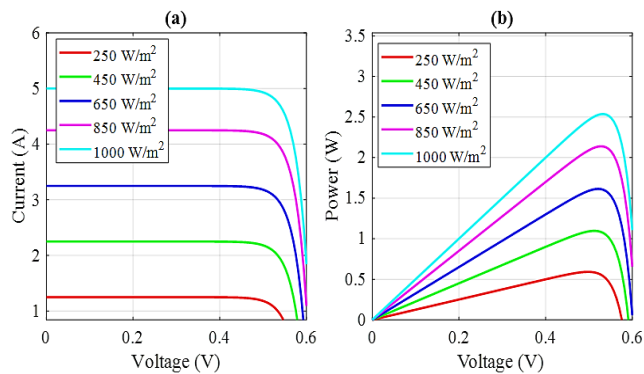 (a)
6
5
4
3
2
1
Current (A)
250 W/m²
450 W/m²
650 W/m²
850 W/m²
1000 W/m²
0
0.2
0.4
0.6
Voltage (V)
(b)
3.5
3
2.5
2
1.5
1
0.5
0
Power (W)
250 W/m²
450 W/m²
650 W/m²
850 W/m²
1000 W/m²
0
0.2
0.4
0.6
Voltage (V)